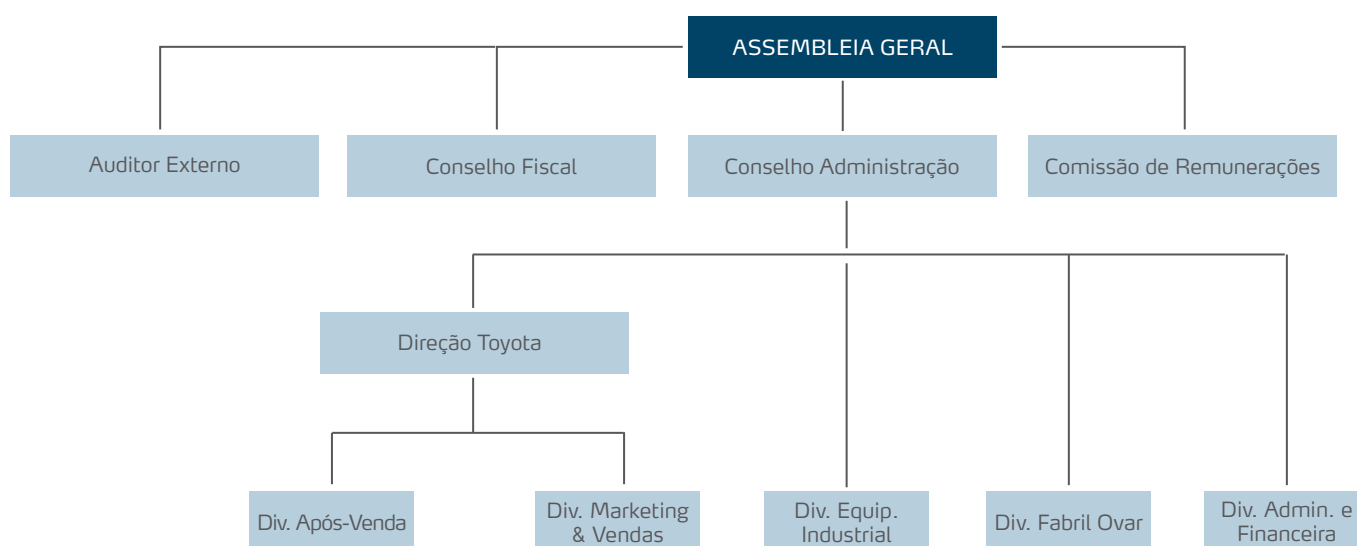 ASSEMBLEIA GERAL
Auditor Externo
Conselho Fiscal
Conselho Administração
Comissão de Remunerações
Direção Toyota
Div. Após-Venda
Div. Marketing
& Vendas
Div. Equip.
Industrial
Div. Fabril Ovar
Div. Admin. e
Financeira